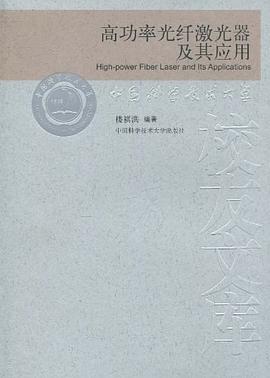 高功率光纤激光器
及其应用
High-power Fiber Laser and Its Applications
中国科学技术大学
1958
楼祺洪 编著
中国科学技术大学出版社
校友文库